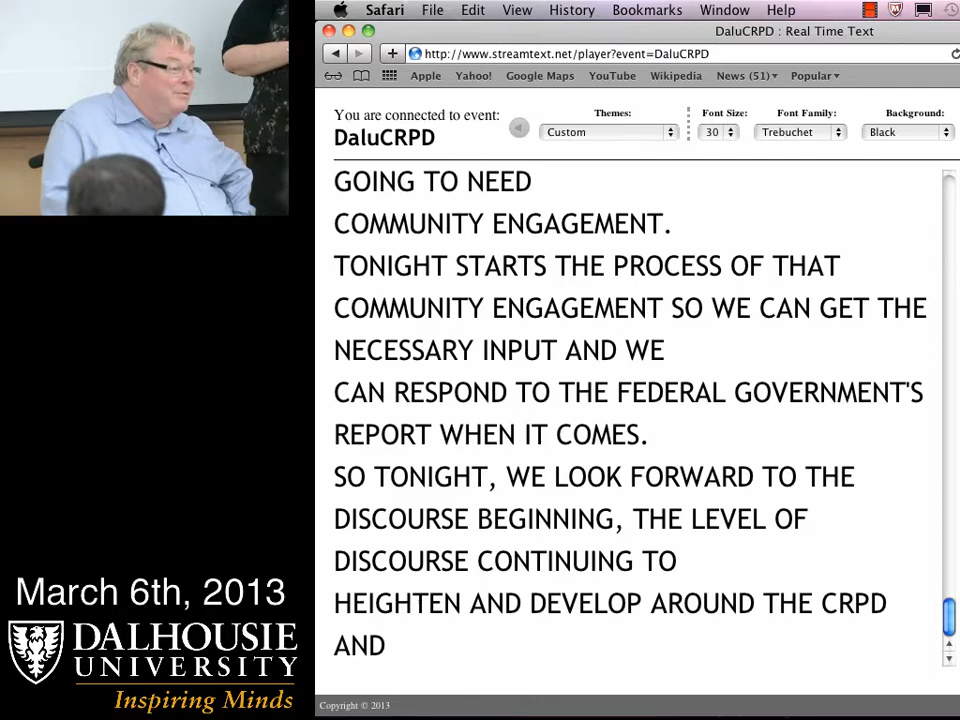 Safari File Edit View History Bookmarks Window Help
DaluCRPD : Real Time Text
http://www.streamtext.net/player?event=DaluCRPD
Apple Yahoo! Google Maps YouTube Wikipedia News (51) Popular
You are connected to event:
DaluCRPD
Themes: Font Size: Font Family: Background:
Custom 30 Trebuchet Black
GOING TO NEED
COMMUNITY ENGAGEMENT.
TONIGHT STARTS THE PROCESS OF THAT
COMMUNITY ENGAGEMENT SO WE CAN GET THE
NECESSARY INPUT AND WE
CAN RESPOND TO THE FEDERAL GOVERNMENT'S
REPORT WHEN IT COMES.
SO TONIGHT, WE LOOK FORWARD TO THE
DISCOURSE BEGINNING, THE LEVEL OF
DISCOURSE CONTINUING TO
HEIGHTEN AND DEVELOP AROUND THE CRPD
AND
Copyright © 2013
March 6th, 2013
DALHOUSIE
UNIVERSITY
Inspiring Minds